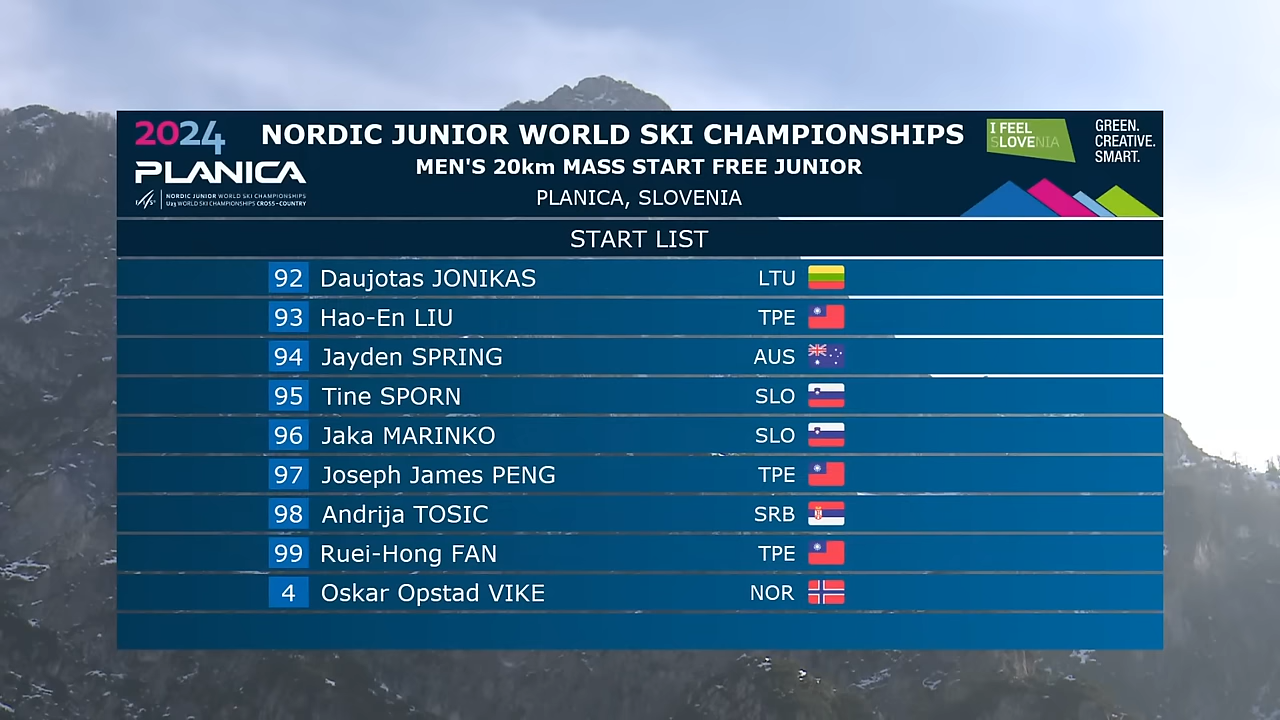 2024
PLANICA
NORDIC JUNIOR WORLD SKI CHAMPIONSHIPS
U23 WORLD SKI CHAMPIONSHIPS CROSS-COUNTRY
NORDIC JUNIOR WORLD SKI CHAMPIONSHIPS
MEN'S 20km MASS START FREE JUNIOR
PLANICA, SLOVENIA
I FEEL
SLOVENIA
GREEN.
CREATIVE.
SMART.
START LIST
92 Daujotas JONIKAS LTU
93 Hao-En LIU TPE
94 Jayden SPRING AUS
95 Tine SPORN SLO
96 Jaka MARINKO SLO
97 Joseph James PENG TPE
98 Andrija TOSIC SRB
99 Ruei-Hong FAN TPE
4 Oskar Opstad VIKE NOR